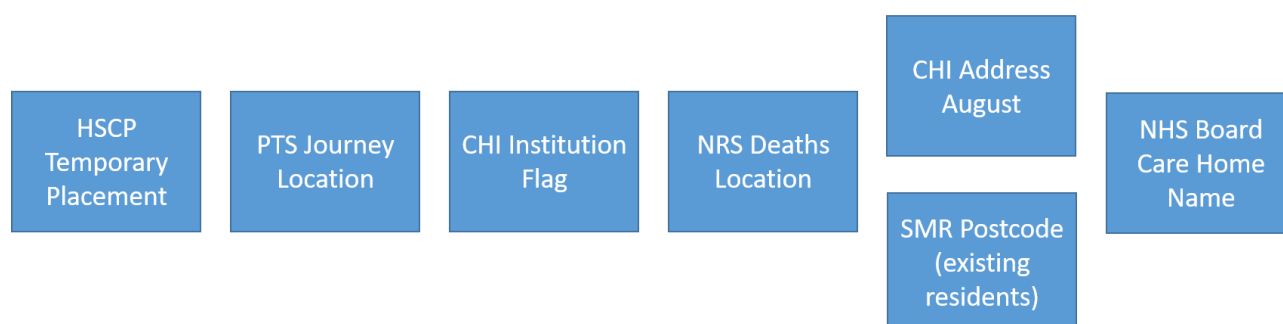 HSCP
Temporary
Placement
PTS Journey
Location
CHI Institution
Flag
NRS Deaths
Location
CHI Address
August
SMR Postcode
(existing
residents)
NHS Board
Care Home
Name